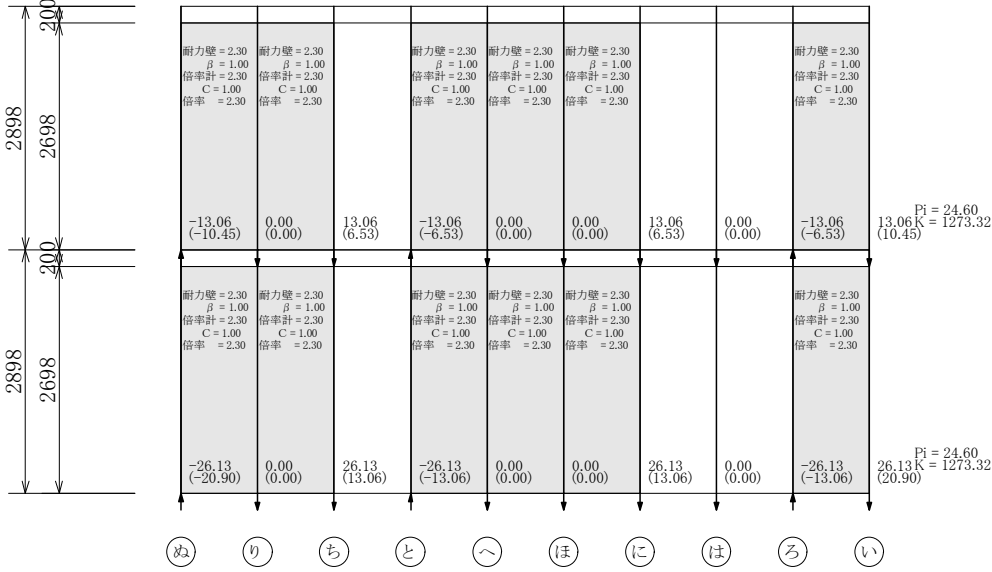 200
2898
2698
耐力壁 = 2.30 耐力壁 = 2.30 耐力壁 = 2.30 耐力壁 = 2.30 耐力壁 = 2.30 耐力壁 = 2.30
β = 1.00 β = 1.00 β = 1.00 β = 1.00 β = 1.00 β = 1.00
倍率計 = 2.30 倍率計 = 2.30 倍率計 = 2.30 倍率計 = 2.30 倍率計 = 2.30 倍率計 = 2.30
C = 1.00 C = 1.00 C = 1.00 C = 1.00 C = 1.00 C = 1.00
倍率 = 2.30 倍率 = 2.30 倍率 = 2.30 倍率 = 2.30 倍率 = 2.30 倍率 = 2.30
Pi = 24.60
−13.06 0.00 13.06 −13.06 0.00 0.00 13.06 0.00 −13.06 13.06 K = 1273.32
(−10.45) (0.00) (6.53) (−6.53) (0.00) (0.00) (6.53) (0.00) (−6.53) (10.45)
200
2898
2698
耐力壁 = 2.30 耐力壁 = 2.30 耐力壁 = 2.30 耐力壁 = 2.30 耐力壁 = 2.30 耐力壁 = 2.30
β = 1.00 β = 1.00 β = 1.00 β = 1.00 β = 1.00 β = 1.00
倍率計 = 2.30 倍率計 = 2.30 倍率計 = 2.30 倍率計 = 2.30 倍率計 = 2.30 倍率計 = 2.30
C = 1.00 C = 1.00 C = 1.00 C = 1.00 C = 1.00 C = 1.00
倍率 = 2.30 倍率 = 2.30 倍率 = 2.30 倍率 = 2.30 倍率 = 2.30 倍率 = 2.30
Pi = 24.60
−26.13 0.00 26.13 −26.13 0.00 0.00 26.13 0.00 −26.13 26.13 K = 1273.32
(−20.90) (0.00) (13.06) (−13.06) (0.00) (0.00) (13.06) (0.00) (−13.06) (20.90)
ぬ り ち と へ ほ に は ろ い